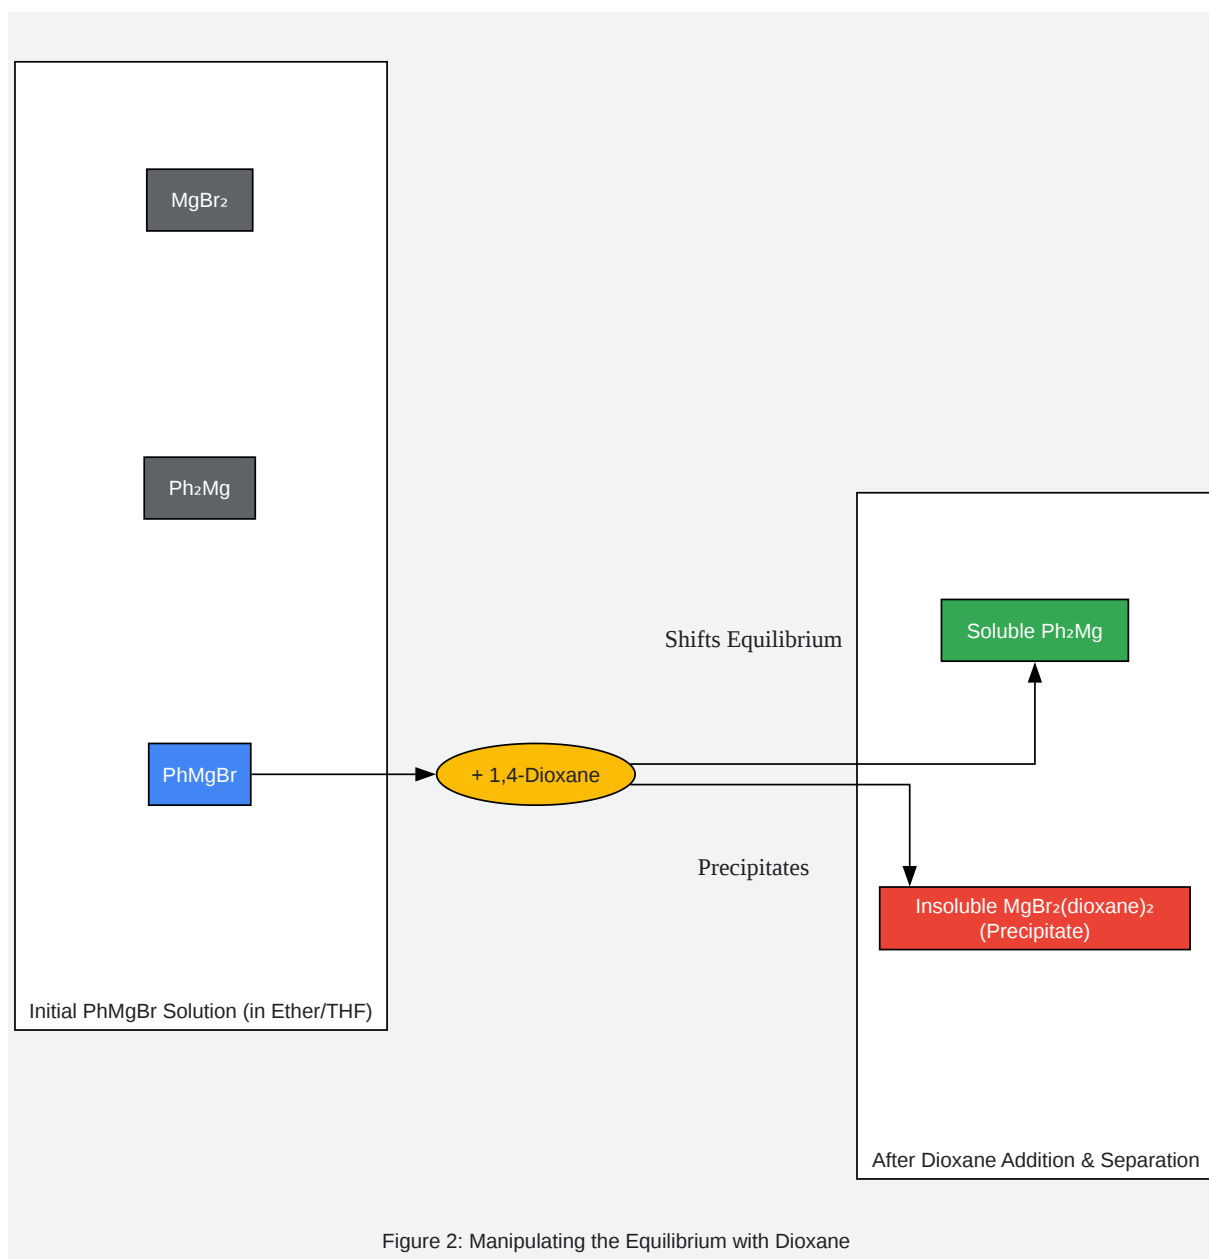 MgBr₂
Ph₂Mg
PhMgBr
Initial PhMgBr Solution (in Ether/THF)
+ 1,4-Dioxane
Shifts Equilibrium
Precipitates
Soluble Ph₂Mg
Insoluble MgBr₂(dioxane)₂
(Precipitate)
After Dioxane Addition & Separation
Figure 2: Manipulating the Equilibrium with Dioxane